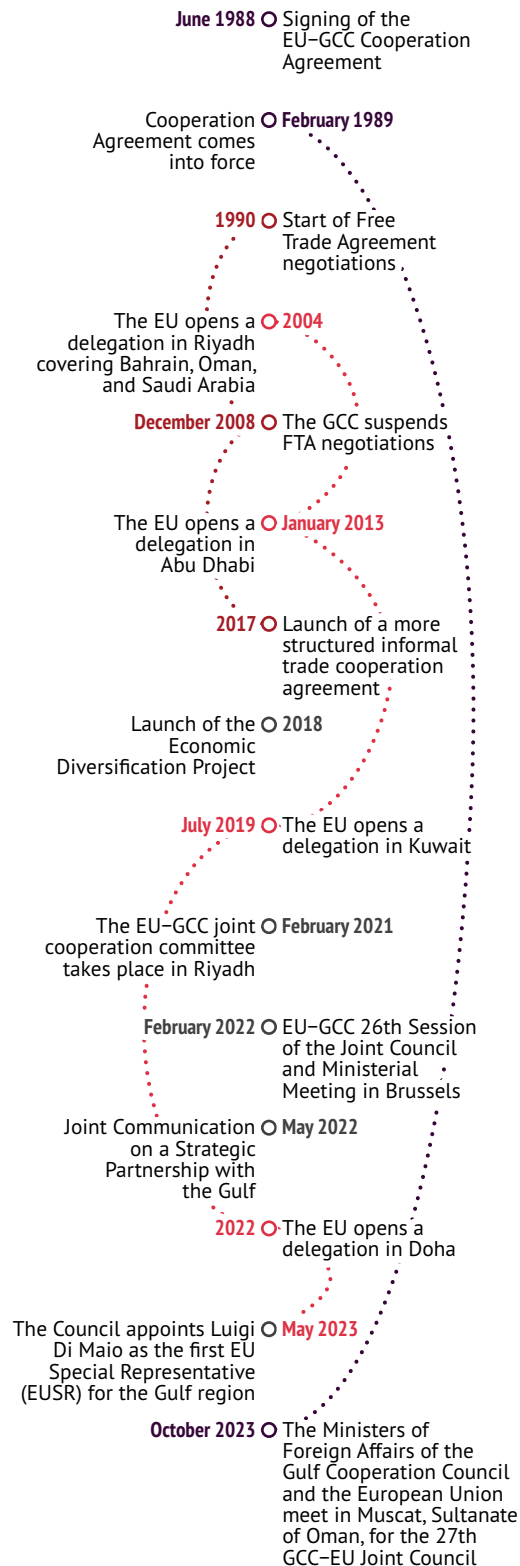 June 1988
Signing of the
EU–GCC Cooperation
Agreement
February 1989
Cooperation
Agreement comes
into force
1990
Start of Free
Trade Agreement
negotiations
2004
The EU opens a
delegation in Riyadh
covering Bahrain, Oman,
and Saudi Arabia
December 2008
The GCC suspends
FTA negotiations
January 2013
The EU opens a
delegation in
Abu Dhabi
2017
Launch of a more
structured informal
trade cooperation
agreement
2018
Launch of the
Economic
Diversification Project
July 2019
The EU opens a
delegation in Kuwait
February 2021
The EU–GCC joint
cooperation committee
takes place in Riyadh
February 2022
EU–GCC 26th Session
of the Joint Council
and Ministerial
Meeting in Brussels
May 2022
Joint Communication
on a Strategic
Partnership with
the Gulf
2022
The EU opens a
delegation in Doha
May 2023
The Council appoints Luigi
Di Maio as the first EU
Special Representative
(EUSR) for the Gulf region
October 2023
The Ministers of
Foreign Affairs of the
Gulf Cooperation Council
and the European Union
meet in Muscat, Sultanate
of Oman, for the 27th
GCC–EU Joint Council